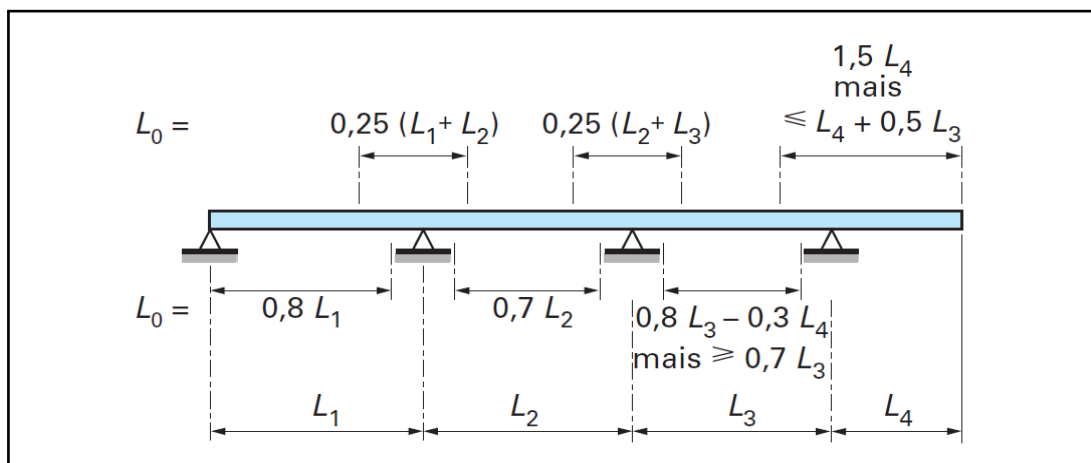 1,5 L₄
mais
L₀ = 0,25 (L₁+ L₂) 0,25 (L₂+ L₃) ⩽ L₄ + 0,5 L₃
L₀ = 0,8 L₁ 0,7 L₂ 0,8 L₃ – 0,3 L₄
mais ⩾ 0,7 L₃
L₁ L₂ L₃ L₄